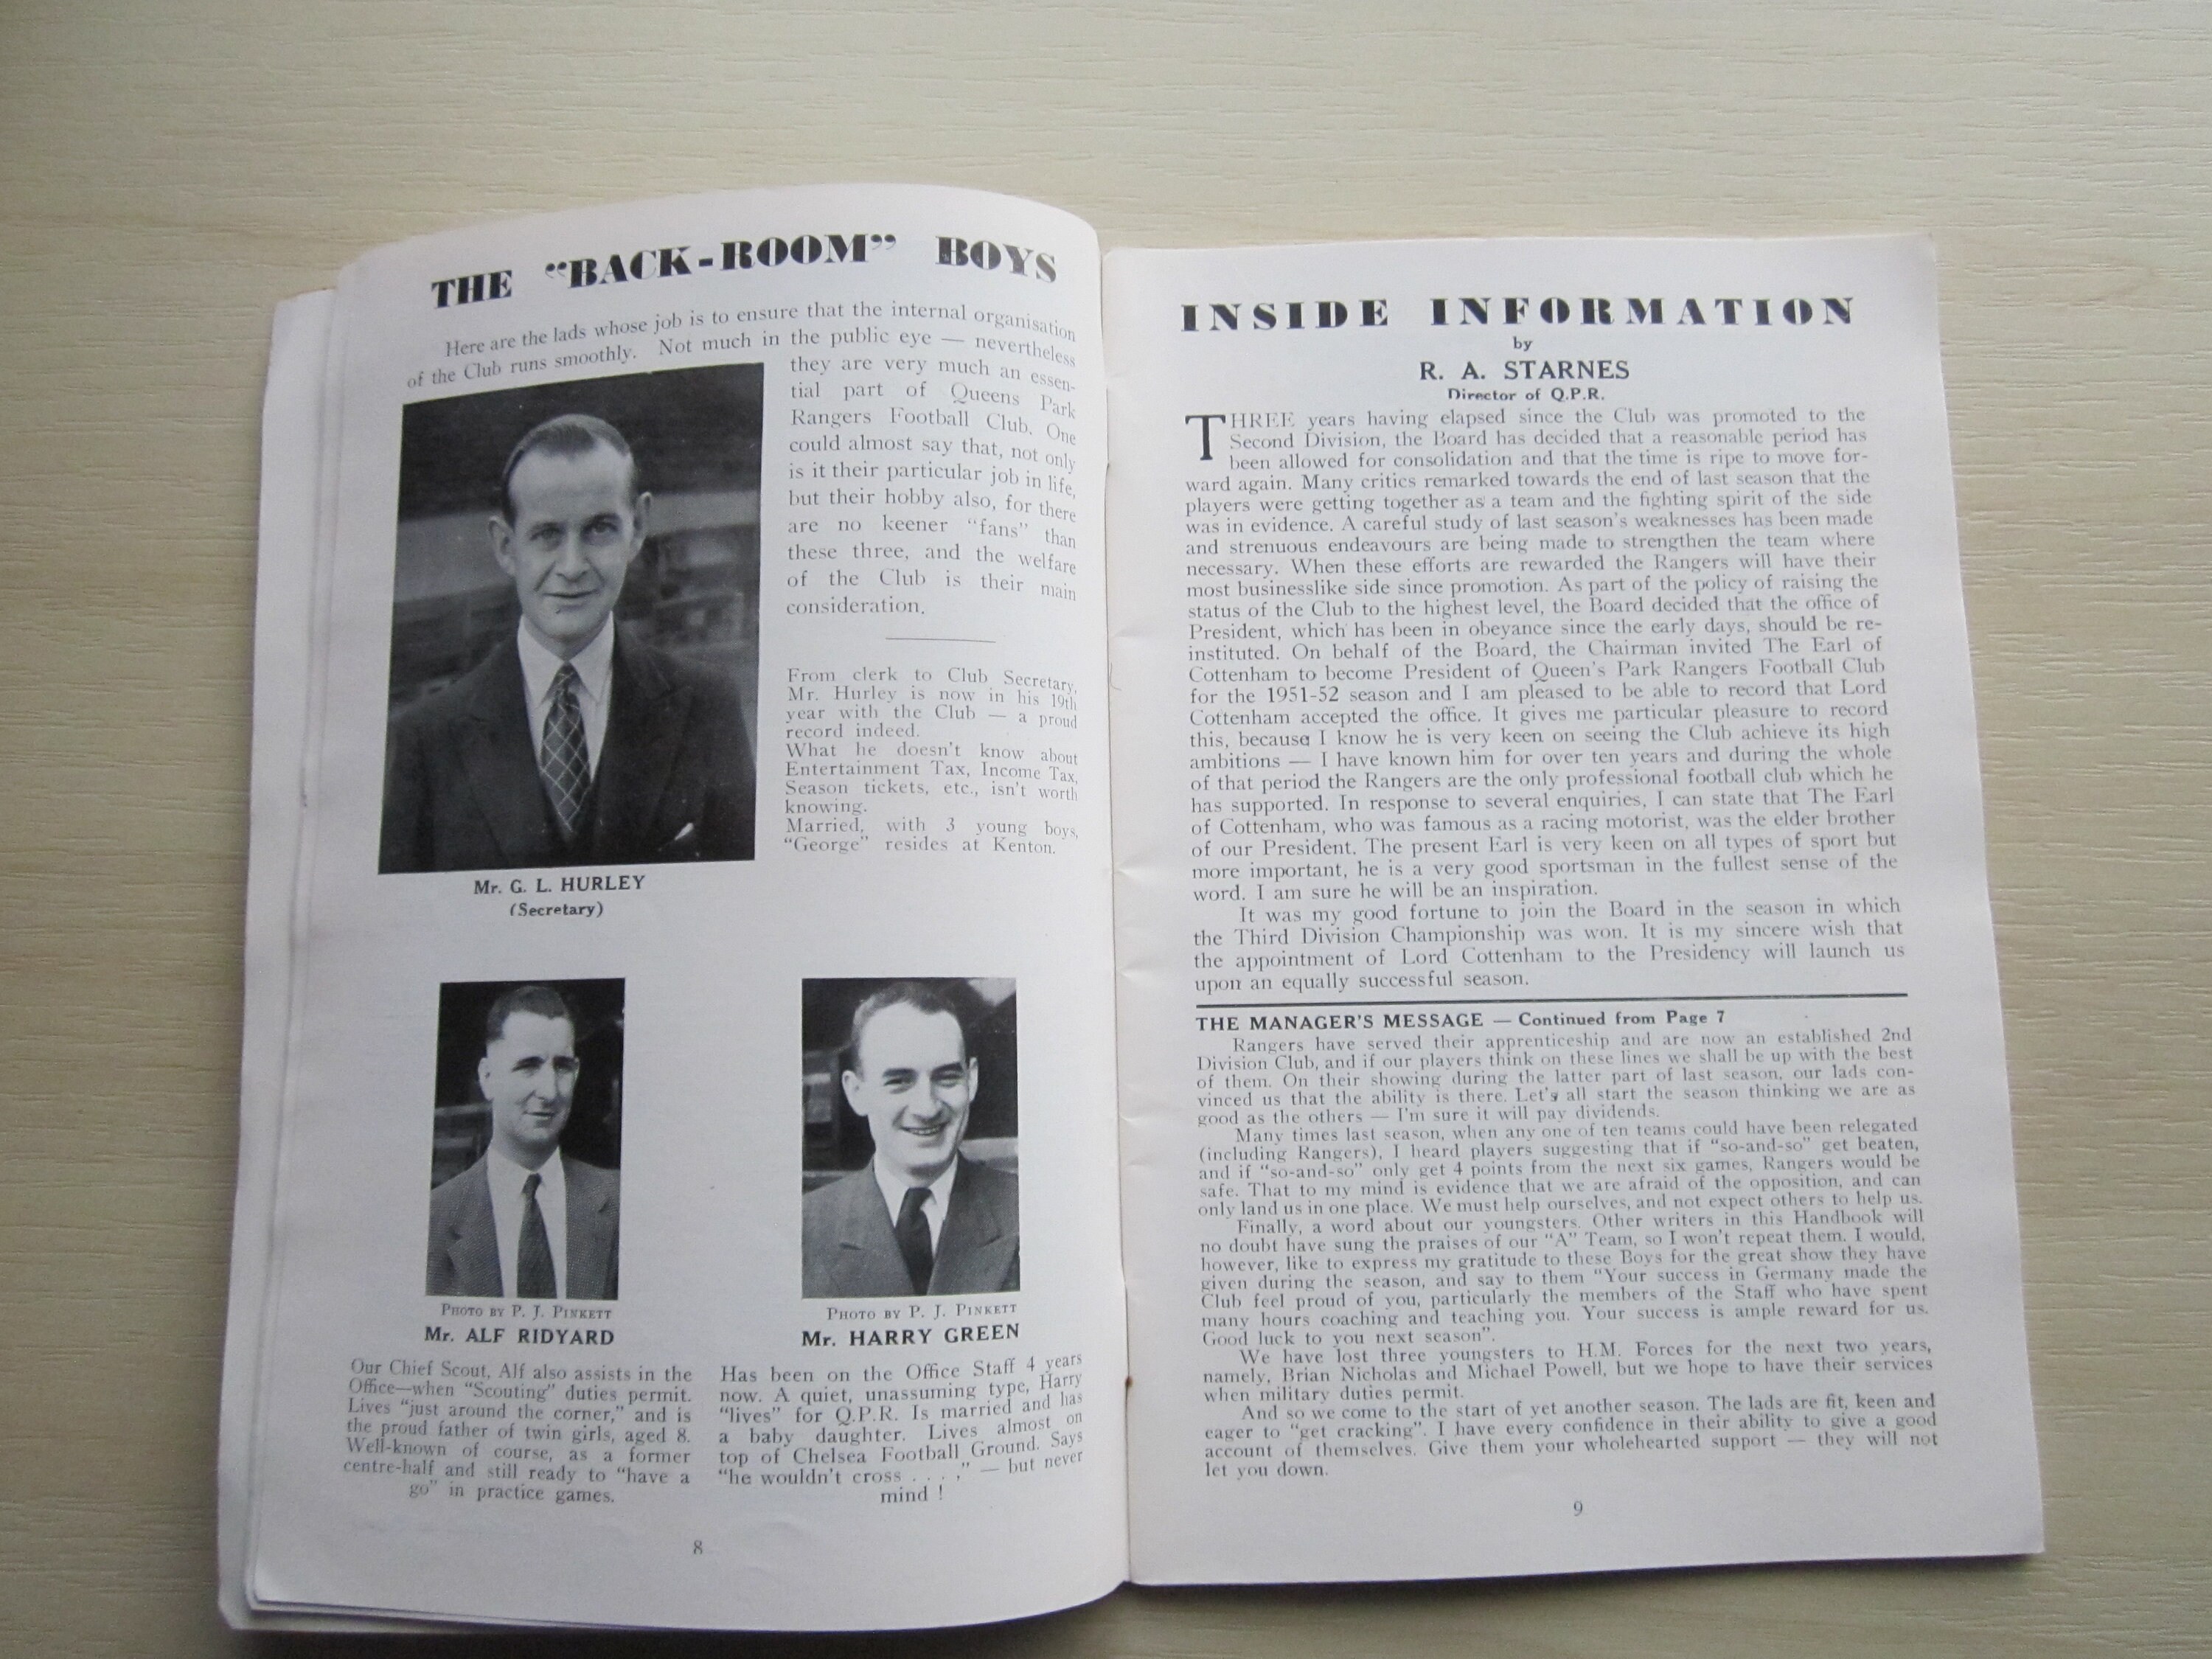 THE “BACK-ROOM” BOYS
Here are the lads whose job is to ensure that the internal organisation
of the Club runs smoothly. Not much in the public eye — nevertheless
they are very much an essen-
tial part of Queens Park
Rangers Football Club. One
could almost say that, not only
is it their particular job in life,
but their hobby also, for there
are no keener “fans” than
these three, and the welfare
of the Club is their main
consideration.
From clerk to Club Secretary,
Mr. Hurley is now in his 19th
year with the Club — a proud
record indeed.
What he doesn't know about
Entertainment Tax, Income Tax,
Season tickets, etc., isn't worth
knowing.
Married, with 3 young boys,
“George” resides at Kenton.
Mr. G. L. HURLEY
(Secretary)
PHOTO BY P. J. PINKETT
Mr. ALF RIDYARD
Our Chief Scout, Alf also assists in the
Office—when “Scouting” duties permit.
Lives “just around the corner,” and is
the proud father of twin girls, aged 8.
Well-known of course, as a former
centre-half and still ready to “have a
go” in practice games.
PHOTO BY P. J. PINKETT
Mr. HARRY GREEN
Has been on the Office Staff 4 years
now. A quiet, unassuming type, Harry
“lives” for Q.P.R. Is married and has
a baby daughter. Lives almost on
top of Chelsea Football Ground. Says
“he wouldn't cross . . . ,” — but never
mind !
8
INSIDE INFORMATION
by
R. A. STARNES
Director of Q.P.R.
THREE years having elapsed since the Club was promoted to the
Second Division, the Board has decided that a reasonable period has
been allowed for consolidation and that the time is ripe to move for-
ward again. Many critics remarked towards the end of last season that the
players were getting together as a team and the fighting spirit of the side
was in evidence. A careful study of last season's weaknesses has been made
and strenuous endeavours are being made to strengthen the team where
necessary. When these efforts are rewarded the Rangers will have their
most businesslike side since promotion. As part of the policy of raising the
status of the Club to the highest level, the Board decided that the office of
President, which has been in obeyance since the early days, should be re-
instituted. On behalf of the Board, the Chairman invited The Earl of
Cottenham to become President of Queen's Park Rangers Football Club
for the 1951-52 season and I am pleased to be able to record that Lord
Cottenham accepted the office. It gives me particular pleasure to record
this, because I know he is very keen on seeing the Club achieve its high
ambitions — I have known him for over ten years and during the whole
of that period the Rangers are the only professional football club which he
has supported. In response to several enquiries, I can state that The Earl
of Cottenham, who was famous as a racing motorist, was the elder brother
of our President. The present Earl is very keen on all types of sport but
more important, he is a very good sportsman in the fullest sense of the
word. I am sure he will be an inspiration.
It was my good fortune to join the Board in the season in which
the Third Division Championship was won. It is my sincere wish that
the appointment of Lord Cottenham to the Presidency will launch us
upon an equally successful season.
THE MANAGER'S MESSAGE — Continued from Page 7
Rangers have served their apprenticeship and are now an established 2nd
Division Club, and if our players think on these lines we shall be up with the best
of them. On their showing during the latter part of last season, our lads con-
vinced us that the ability is there. Let's all start the season thinking we are as
good as the others — I'm sure it will pay dividends.
Many times last season, when any one of ten teams could have been relegated
(including Rangers), I heard players suggesting that if “so-and-so” get beaten,
and if “so-and-so” only get 4 points from the next six games, Rangers would be
safe. That to my mind is evidence that we are afraid of the opposition, and can
only land us in one place. We must help ourselves, and not expect others to help us.
Finally, a word about our youngsters. Other writers in this Handbook will
no doubt have sung the praises of our “A” Team, so I won't repeat them. I would,
however, like to express my gratitude to these Boys for the great show they have
given during the season, and say to them “Your success in Germany made the
Club feel proud of you, particularly the members of the Staff who have spent
many hours coaching and teaching you. Your success is ample reward for us.
Good luck to you next season”.
We have lost three youngsters to H.M. Forces for the next two years,
namely, Brian Nicholas and Michael Powell, but we hope to have their services
when military duties permit.
And so we come to the start of yet another season. The lads are fit, keen and
eager to “get cracking”. I have every confidence in their ability to give a good
account of themselves. Give them your wholehearted support — they will not
let you down.
9